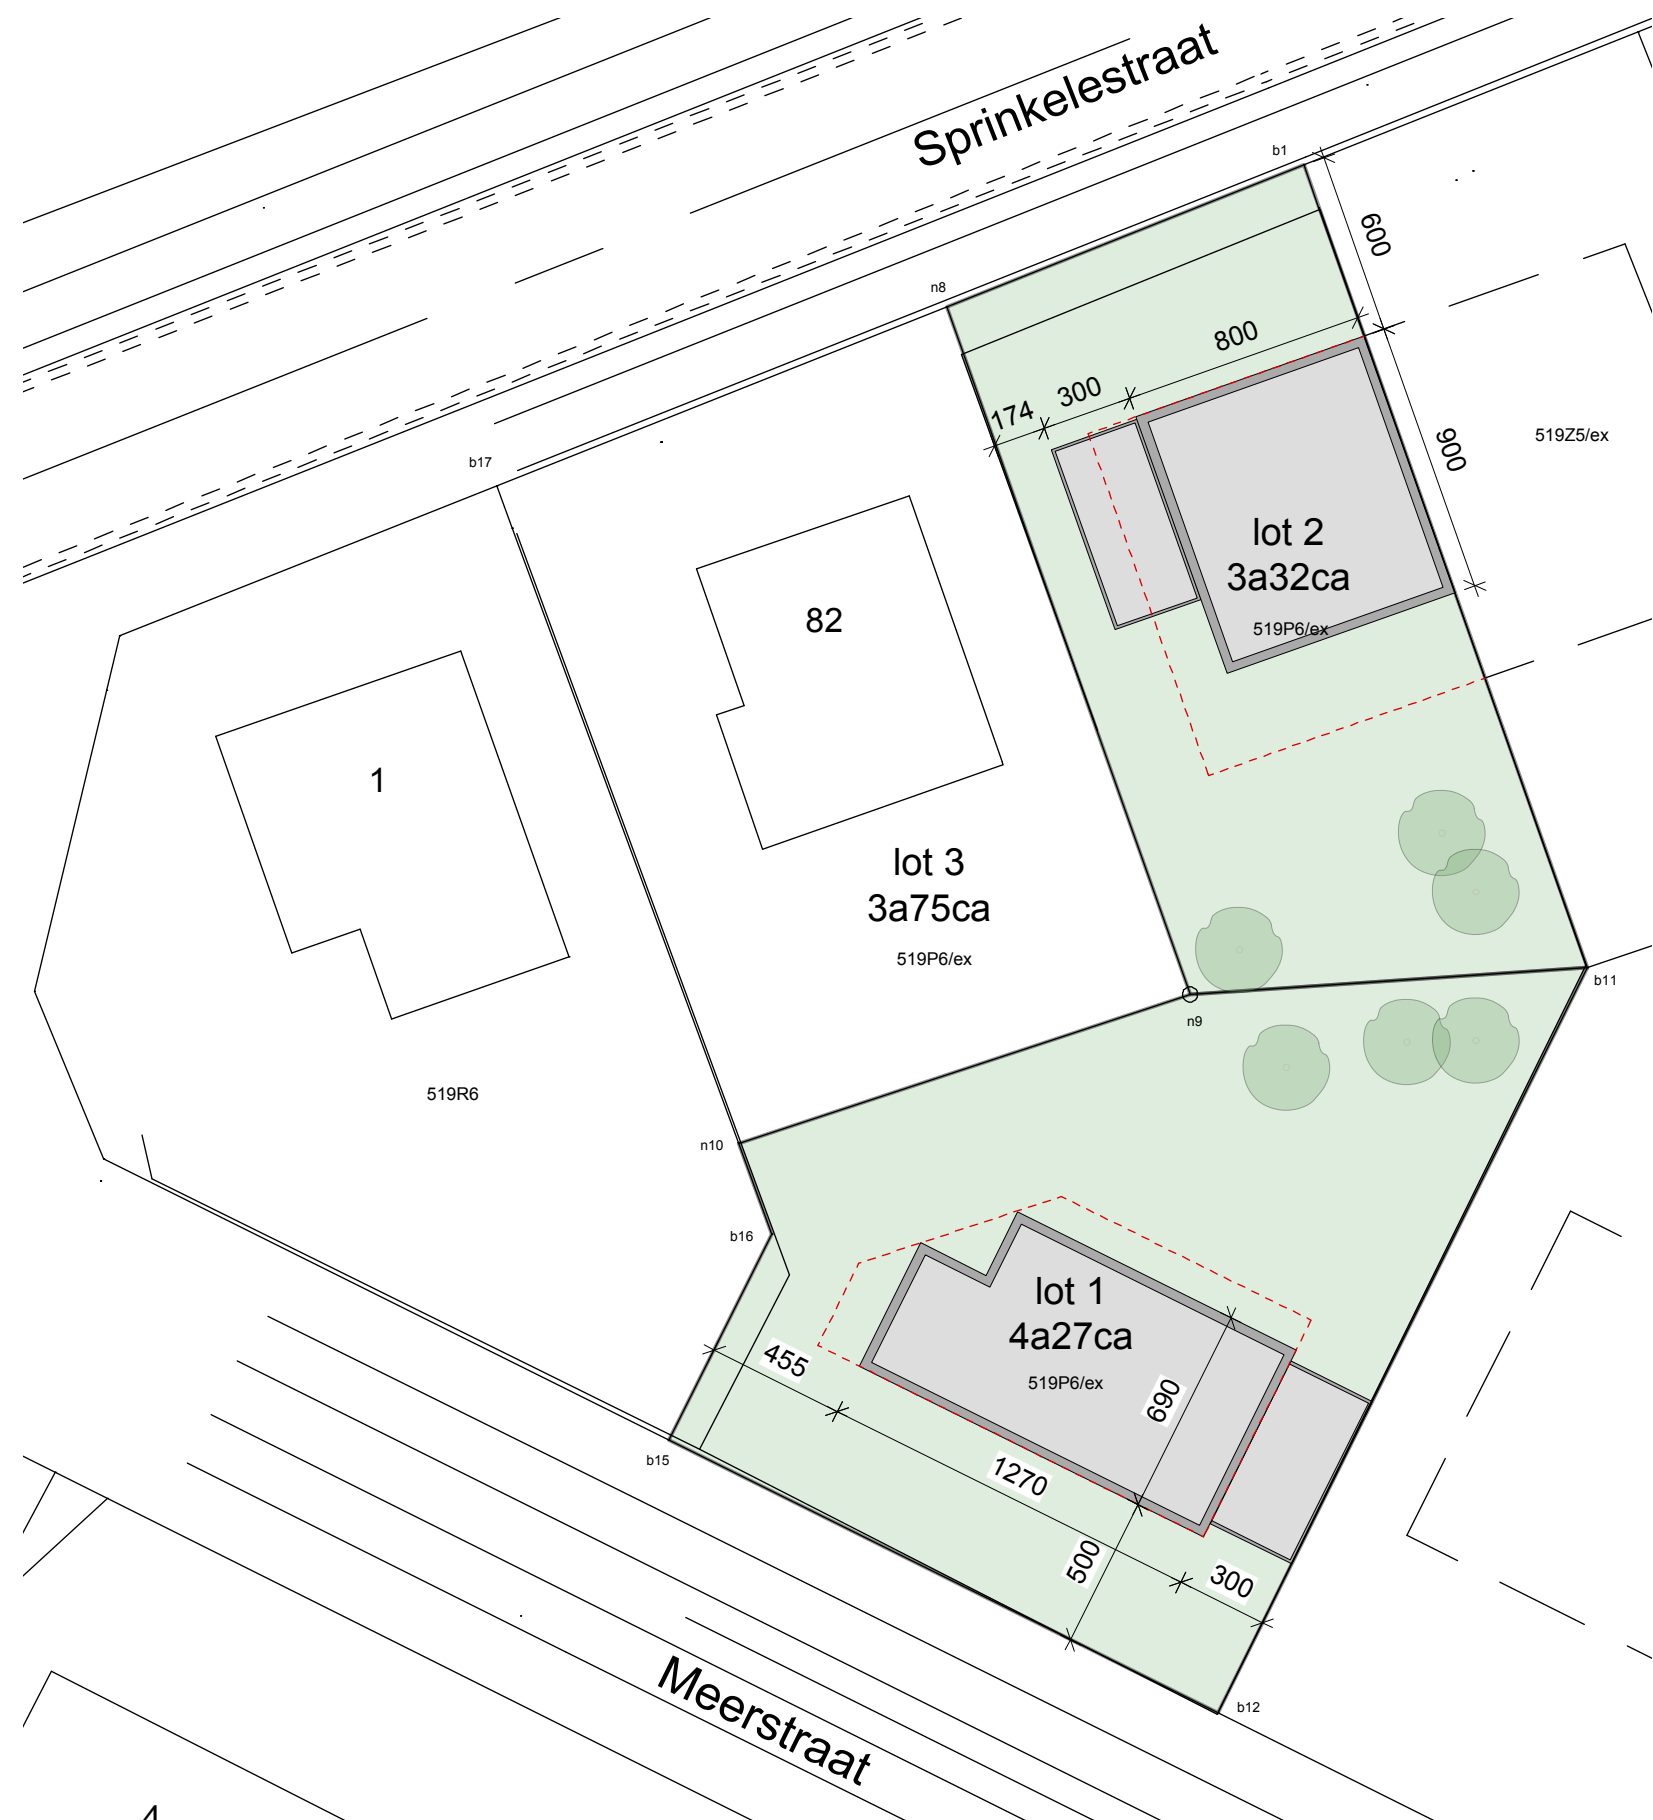 Sprinkelestraat
b1
600
n8
800
300
174
900
519Z5/ex
b17
lot 2
3a32ca
519P6/ex
82
1
lot 3
3a75ca
519P6/ex
b11
n9
519R6
n10
b16
lot 1
4a27ca
519P6/ex
455
690
b15
1270
500
300
b12
Meerstraat
4